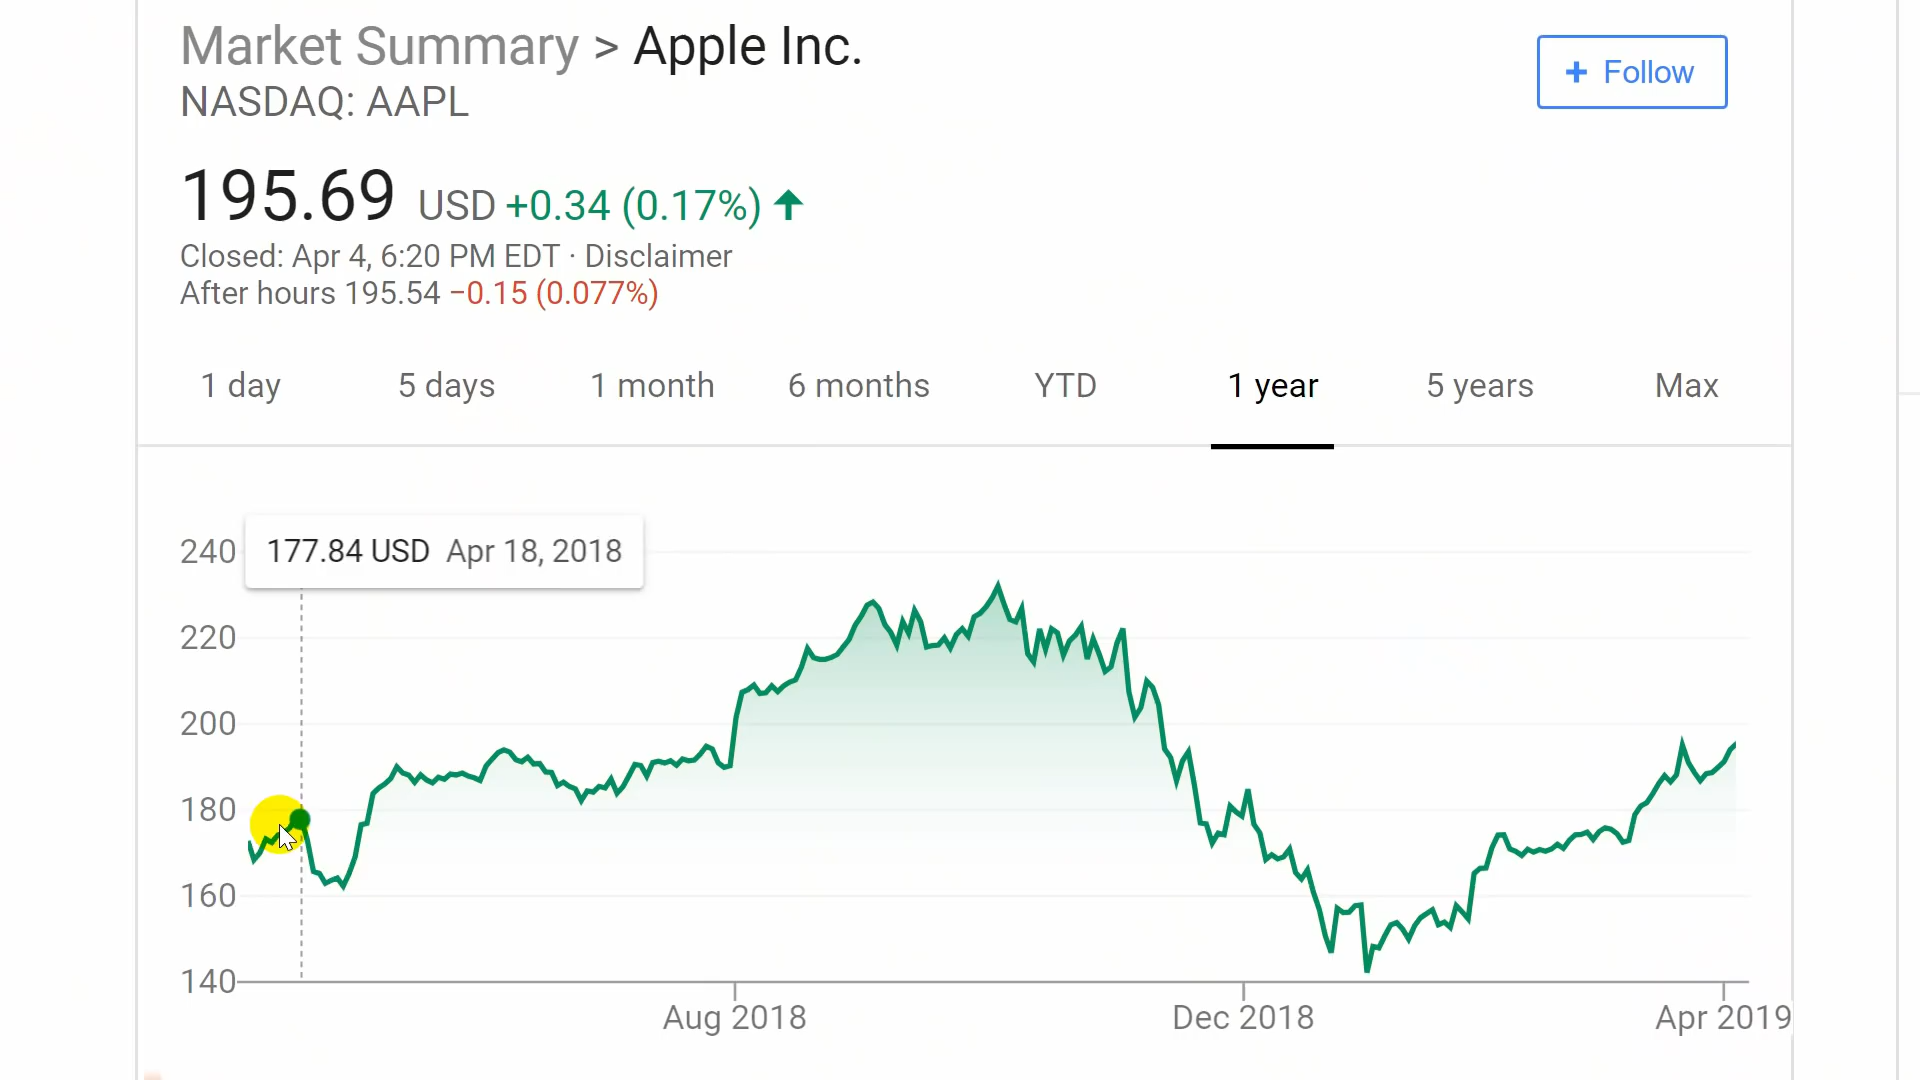 Market Summary > Apple Inc.
NASDAQ: AAPL
+ Follow
195.69 USD +0.34 (0.17%) ↑
Closed: Apr 4, 6:20 PM EDT · Disclaimer
After hours 195.54 −0.15 (0.077%)
1 day 5 days 1 month 6 months YTD 1 year 5 years Max
177.84 USD Apr 18, 2018
240
220
200
180
160
140
Aug 2018 Dec 2018 Apr 2019